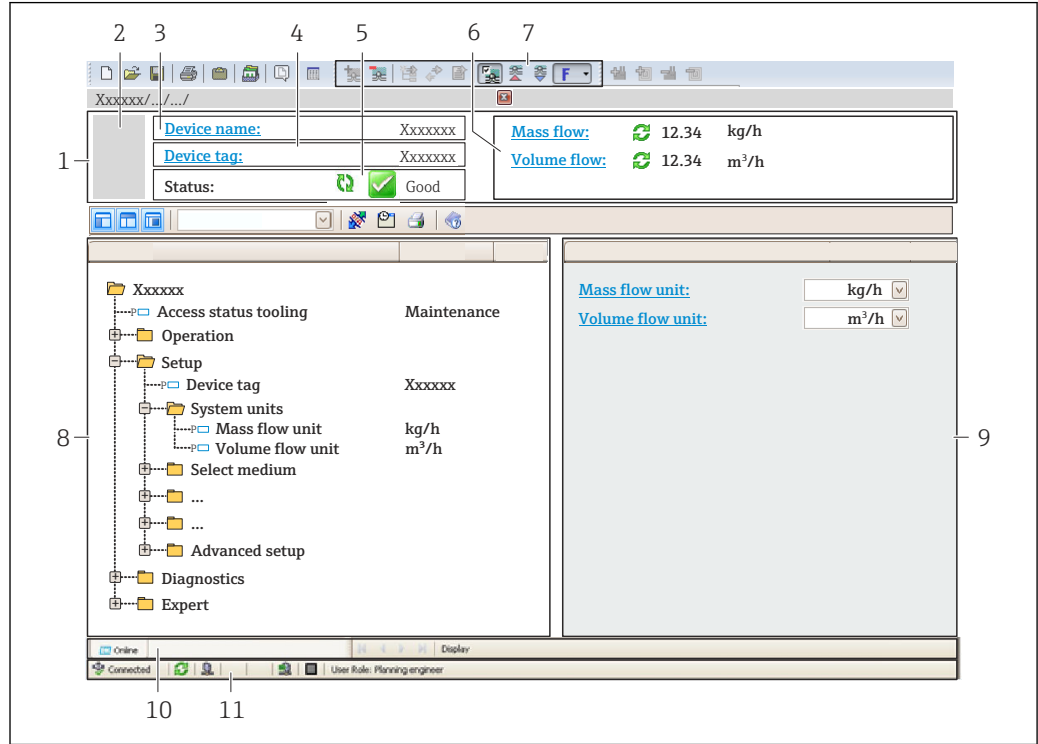 2 3 4 5 6 7
F
Xxxxxx/.../.../
1
Device name: Xxxxxxx
Device tag: Xxxxxxx
Status: Good
Mass flow: 12.34 kg/h
Volume flow: 12.34 m³/h
Xxxxxx
P Access status tooling Maintenance
Operation
Setup
P Device tag Xxxxxx
System units
P Mass flow unit kg/h
P Volume flow unit m³/h
Select medium
...
...
Advanced setup
Diagnostics
Expert
8
Mass flow unit: kg/h
Volume flow unit: m³/h
9
Online Display
Connected User Role: Planning engineer
10 11